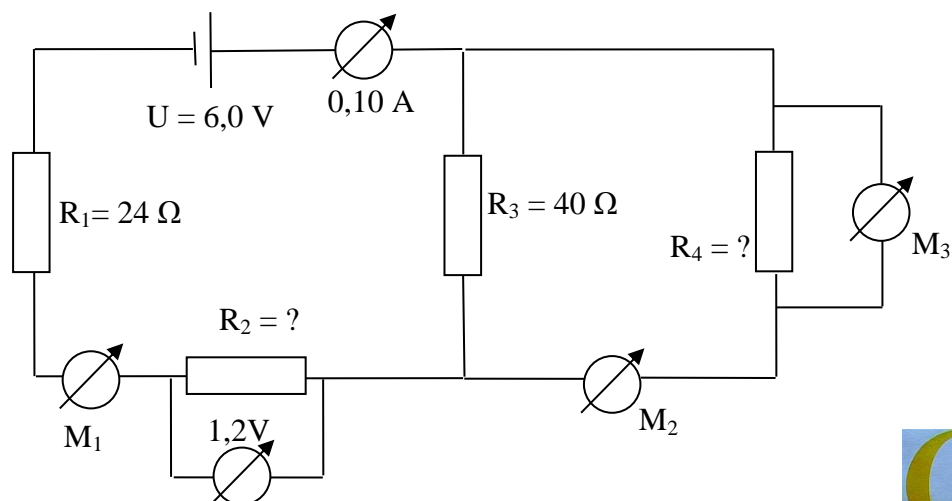 U = 6,0 V
0,10 A
R₁= 24 Ω
R₃ = 40 Ω
R₄ = ?
M₃
R₂ = ?
M₁
1,2V
M₂